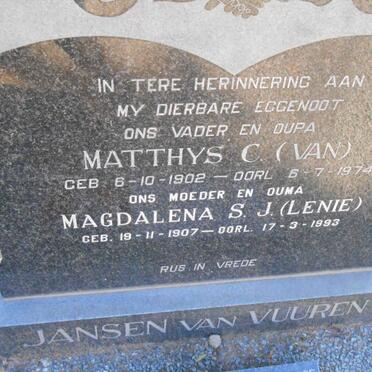 IN TERE HERINNERING AAN
MY DIERBARE EGGENOOT
ONS VADER EN OUPA
MATTHYS C. (VAN)
GEB 6-10-1902 — OORL 6-7-1974
ONS MOEDER EN OUMA
MAGDALENA S. J. (LENIE)
GEB. 19-11-1907 — OORL. 17-3-1993
RUS IN VREDE
JANSEN VAN VUUREN